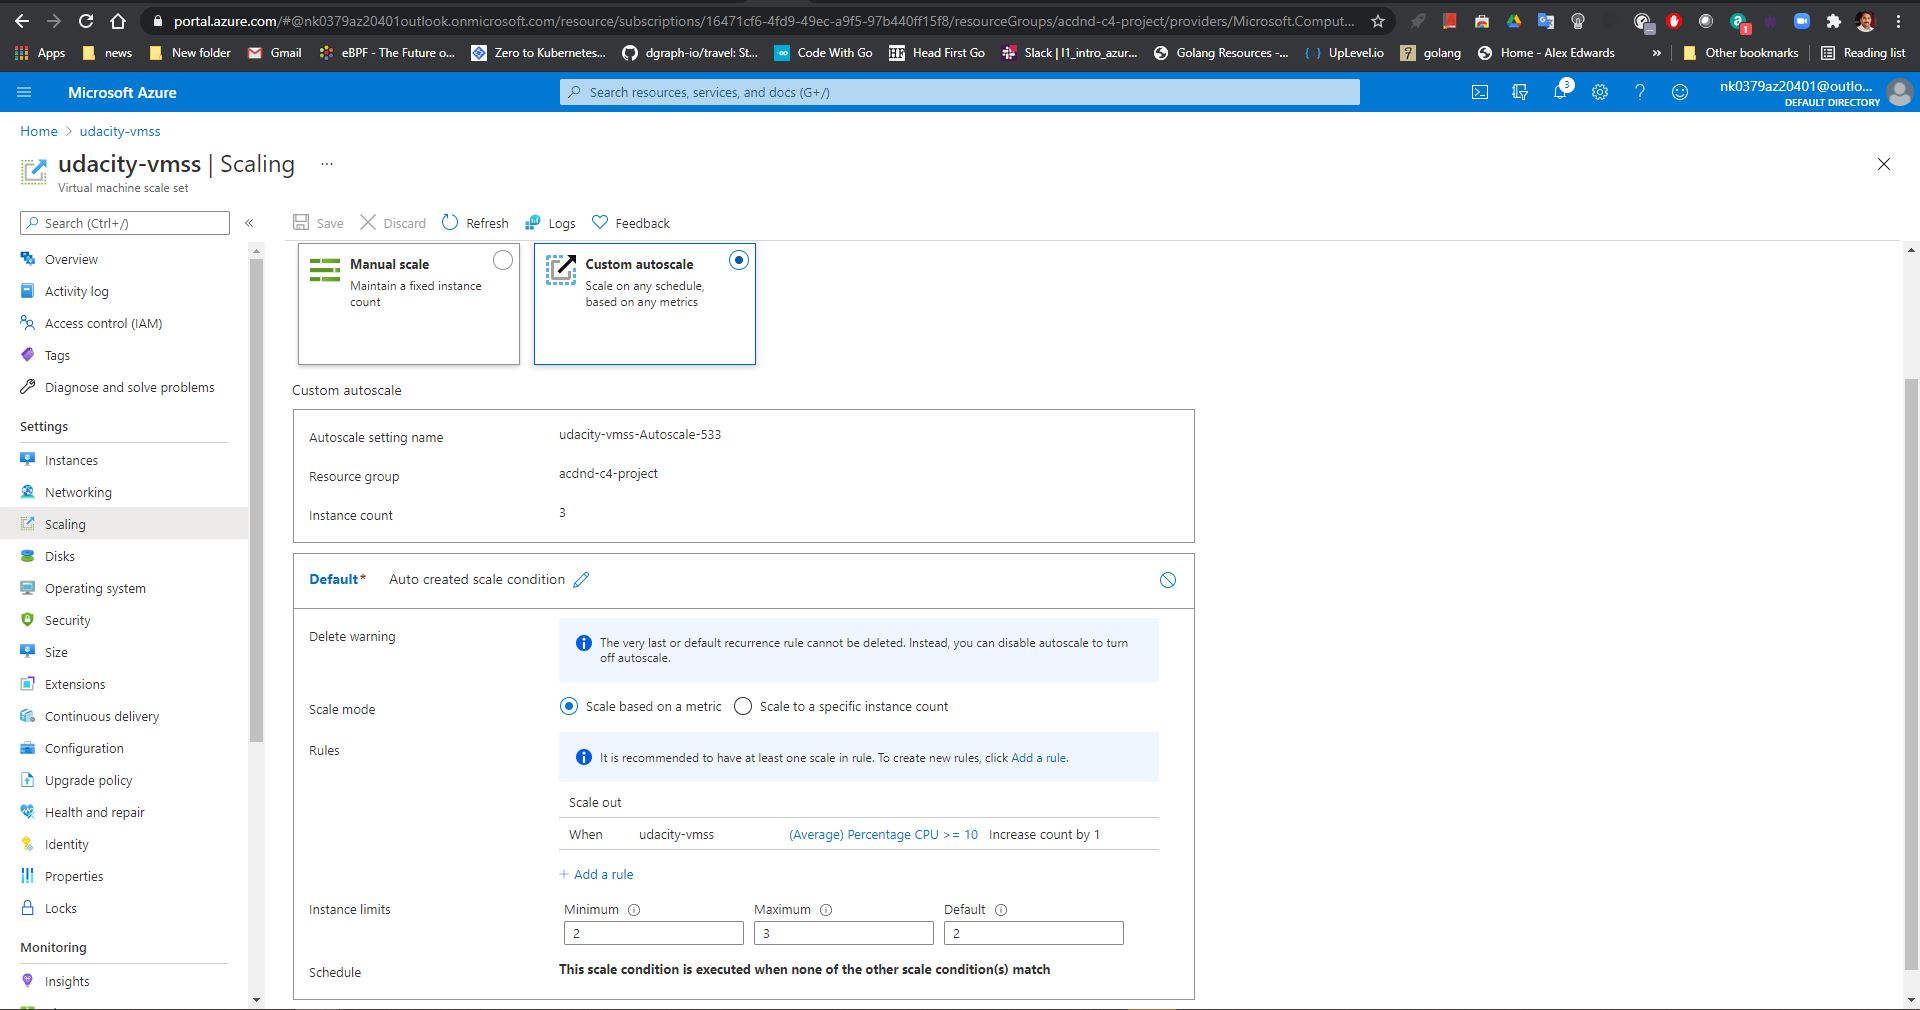 portal.azure.com/#@nk0379az20401outlook.onmicrosoft.com/resource/subscriptions/16471cf6-4fd9-49ec-a9f5-97b440ff15f8/resourceGroups/acdnd-c4-project/providers/Microsoft.Comput...
Apps news New folder Gmail eBPF - The Future o... Zero to Kubernetes... dgraph-io/travel: St... Code With Go Head First Go Slack | l1_intro_azur... Golang Resources -... UpLevel.io golang Home - Alex Edwards » Other bookmarks Reading list
Microsoft Azure
Search resources, services, and docs (G+/)
3
nk0379az20401@outlo...
DEFAULT DIRECTORY
Home > udacity-vmss
udacity-vmss | Scaling ...
Virtual machine scale set
Search (Ctrl+/) «
Overview
Activity log
Access control (IAM)
Tags
Diagnose and solve problems
Settings
Instances
Networking
Scaling
Disks
Operating system
Security
Size
Extensions
Continuous delivery
Configuration
Upgrade policy
Health and repair
Identity
Properties
Locks
Monitoring
Insights
Save Discard Refresh Logs Feedback
Manual scale
Maintain a fixed instance
count
Custom autoscale
Scale on any schedule,
based on any metrics
Custom autoscale
Autoscale setting name udacity-vmss-Autoscale-533
Resource group acdnd-c4-project
Instance count 3
Default* Auto created scale condition
Delete warning
The very last or default recurrence rule cannot be deleted. Instead, you can disable autoscale to turn
off autoscale.
Scale mode Scale based on a metric Scale to a specific instance count
Rules
It is recommended to have at least one scale in rule. To create new rules, click Add a rule.
Scale out
When udacity-vmss (Average) Percentage CPU >= 10 Increase count by 1
+ Add a rule
Instance limits Minimum Maximum Default
2 3 2
Schedule This scale condition is executed when none of the other scale condition(s) match